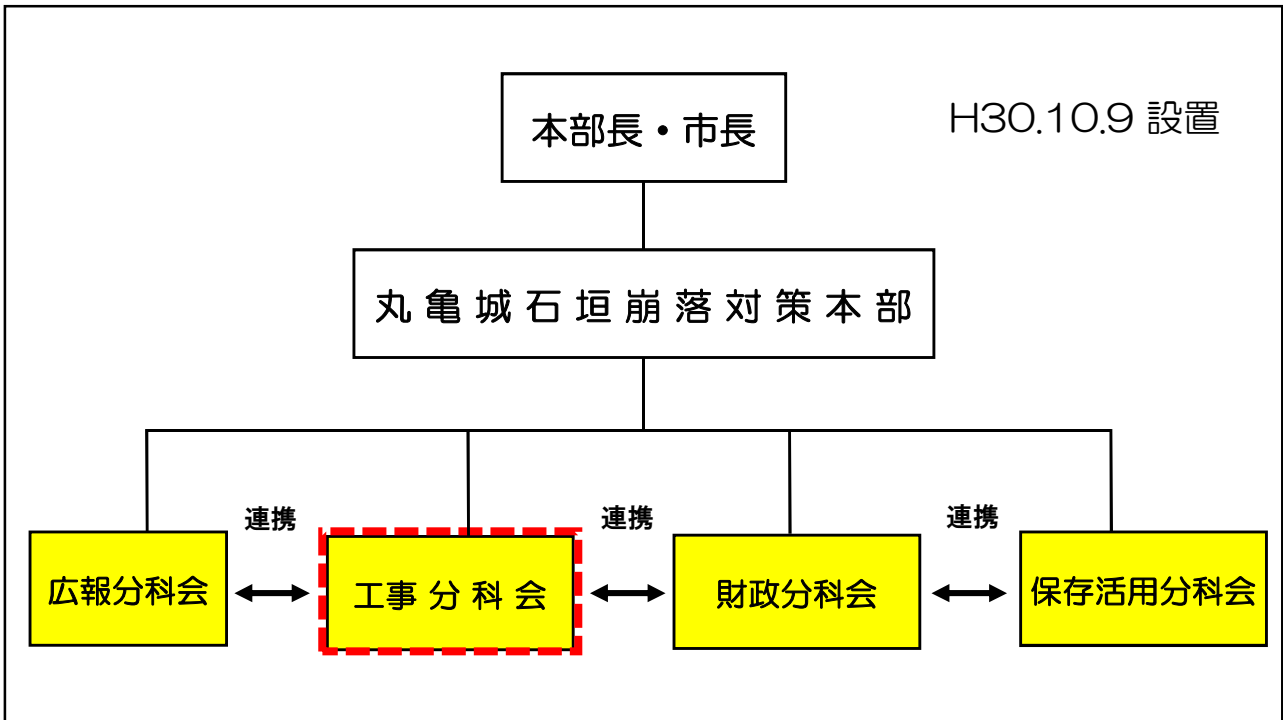 本部長・市長
H30.10.9 設置
丸亀城石垣崩落対策本部
連携
連携
連携
広報分科会
工事分科会
財政分科会
保存活用分科会